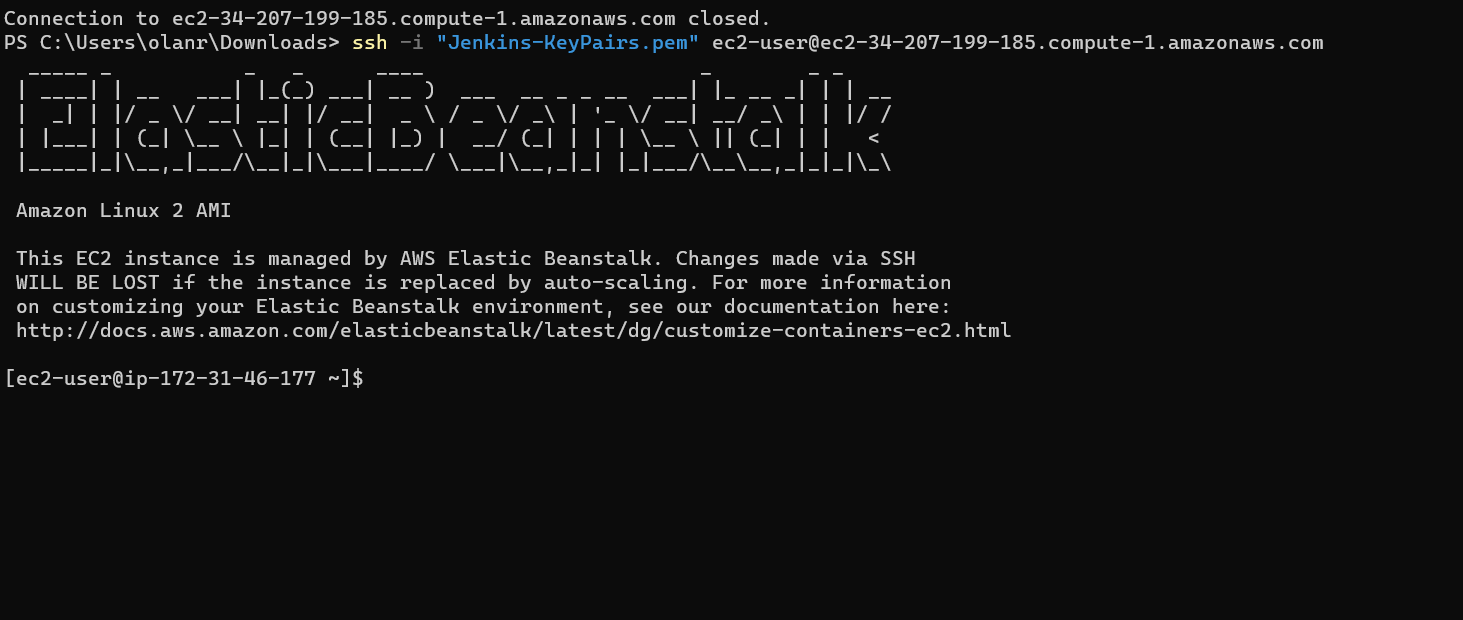 Connection to ec2-34-207-199-185.compute-1.amazonaws.com closed.
PS C:\Users\olanr\Downloads> ssh -i "Jenkins-KeyPairs.pem" ec2-user@ec2-34-207-199-185.compute-1.amazonaws.com
ElasticBeanstalk
Amazon Linux 2 AMI
This EC2 instance is managed by AWS Elastic Beanstalk. Changes made via SSH
WILL BE LOST if the instance is replaced by auto-scaling. For more information
on customizing your Elastic Beanstalk environment, see our documentation here:
http://docs.aws.amazon.com/elasticbeanstalk/latest/dg/customize-containers-ec2.html
[ec2-user@ip-172-31-46-177 ~]$